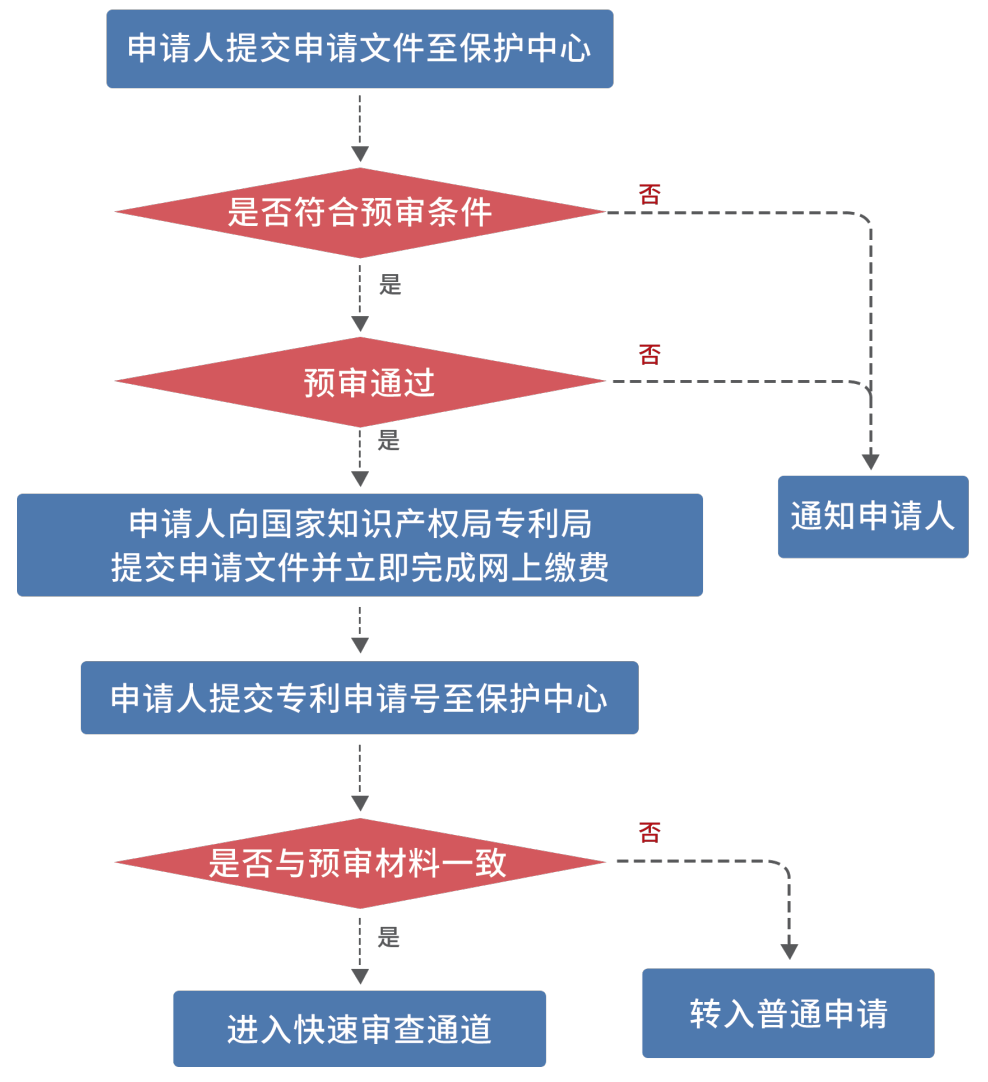 申请人提交申请文件至保护中心
是否符合预审条件
否
是
预审通过
否
是
申请人向国家知识产权局专利局
提交申请文件并立即完成网上缴费
通知申请人
申请人提交专利申请号至保护中心
是否与预审材料一致
否
是
进入快速审查通道
转入普通申请